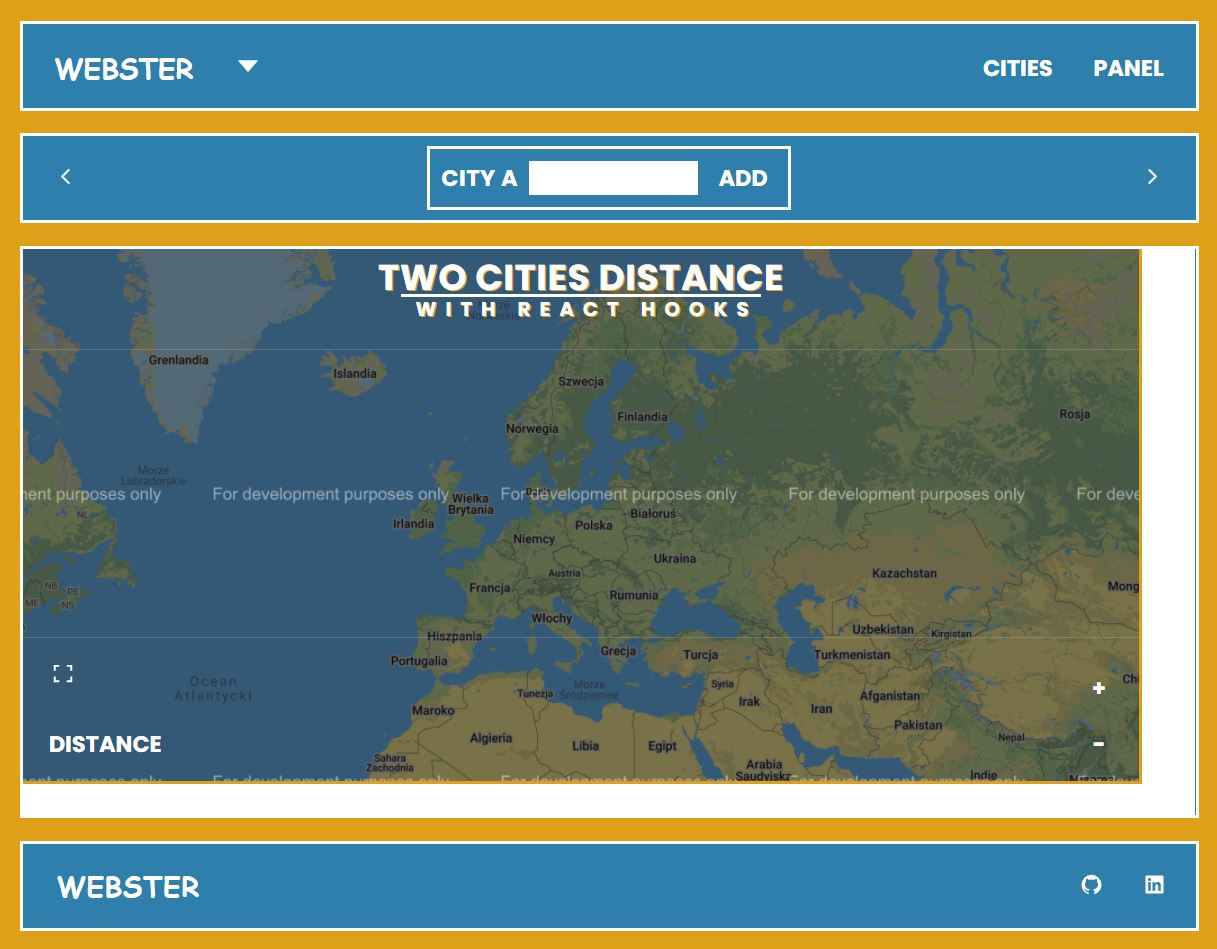 WEBSTER
CITIES PANEL
CITY A ADD
TWO CITIES DISTANCE
WITH REACT HOOKS
Grenlandia
Islandia
Szwecja
Finlandia
Rosja
Norwegia
Morze
Labradorskie
For development purposes only
For development purposes only
For development purposes only
Wielka
Brytania
NL
Irlandia
Białoruś
Polska
Niemcy
Ukraina
Austria
Kazachstan
NB
PE
ME
NS
Francja
Rumunia
Mong
Włochy
Uzbekistan
Kirgistan
Hiszpania
Portugalia
Grecja
Turcja
Turkmenistan
Ocean
Atlantycki
Tunezja
Morze
Śródziemne
Syria
Irak
Iran
Afganistan
Chi
Maroko
Pakistan
Nepal
Algieria
Libia
Egipt
DISTANCE
Sahara
Zachodnia
Arabia
Saudyjska
Indie
For development purposes only
WEBSTER